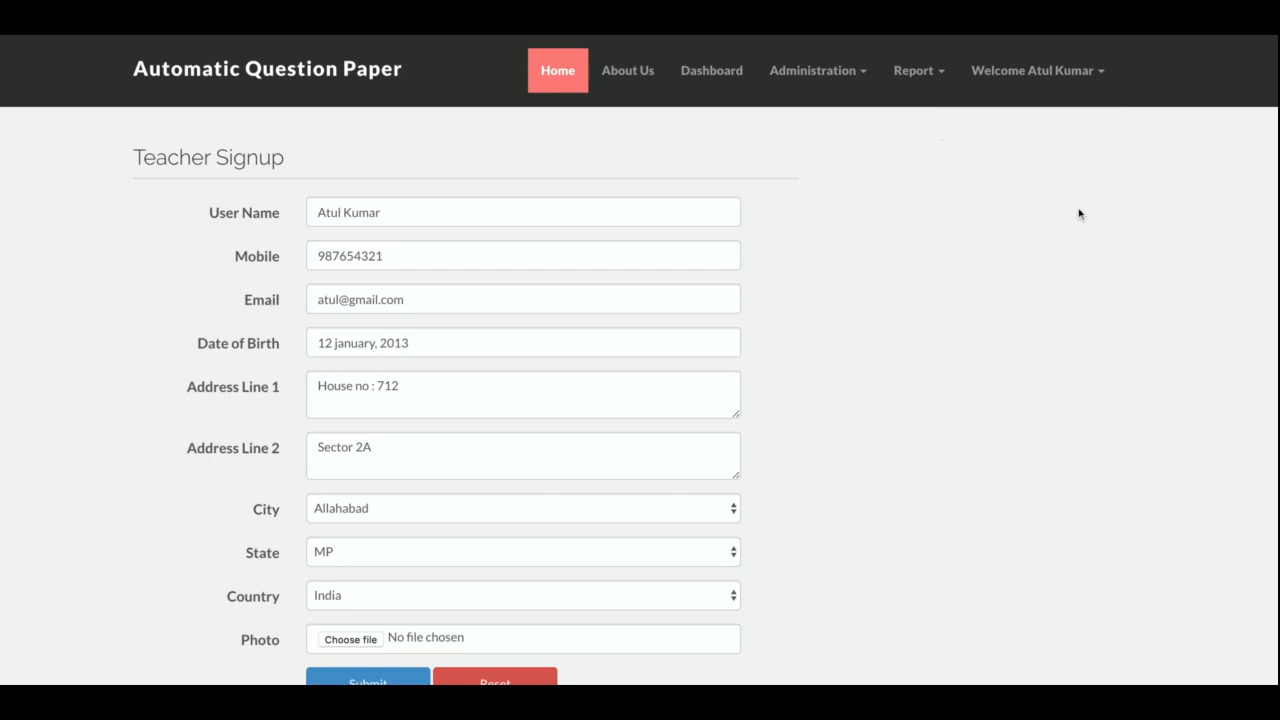 Automatic Question Paper
Home About Us Dashboard Administration Report Welcome Atul Kumar
Teacher Signup
User Name Atul Kumar
Mobile 987654321
Email atul@gmail.com
Date of Birth 12 january, 2013
Address Line 1 House no : 712
Address Line 2 Sector 2A
City Allahabad
State MP
Country India
Photo Choose file No file chosen
Submit Reset